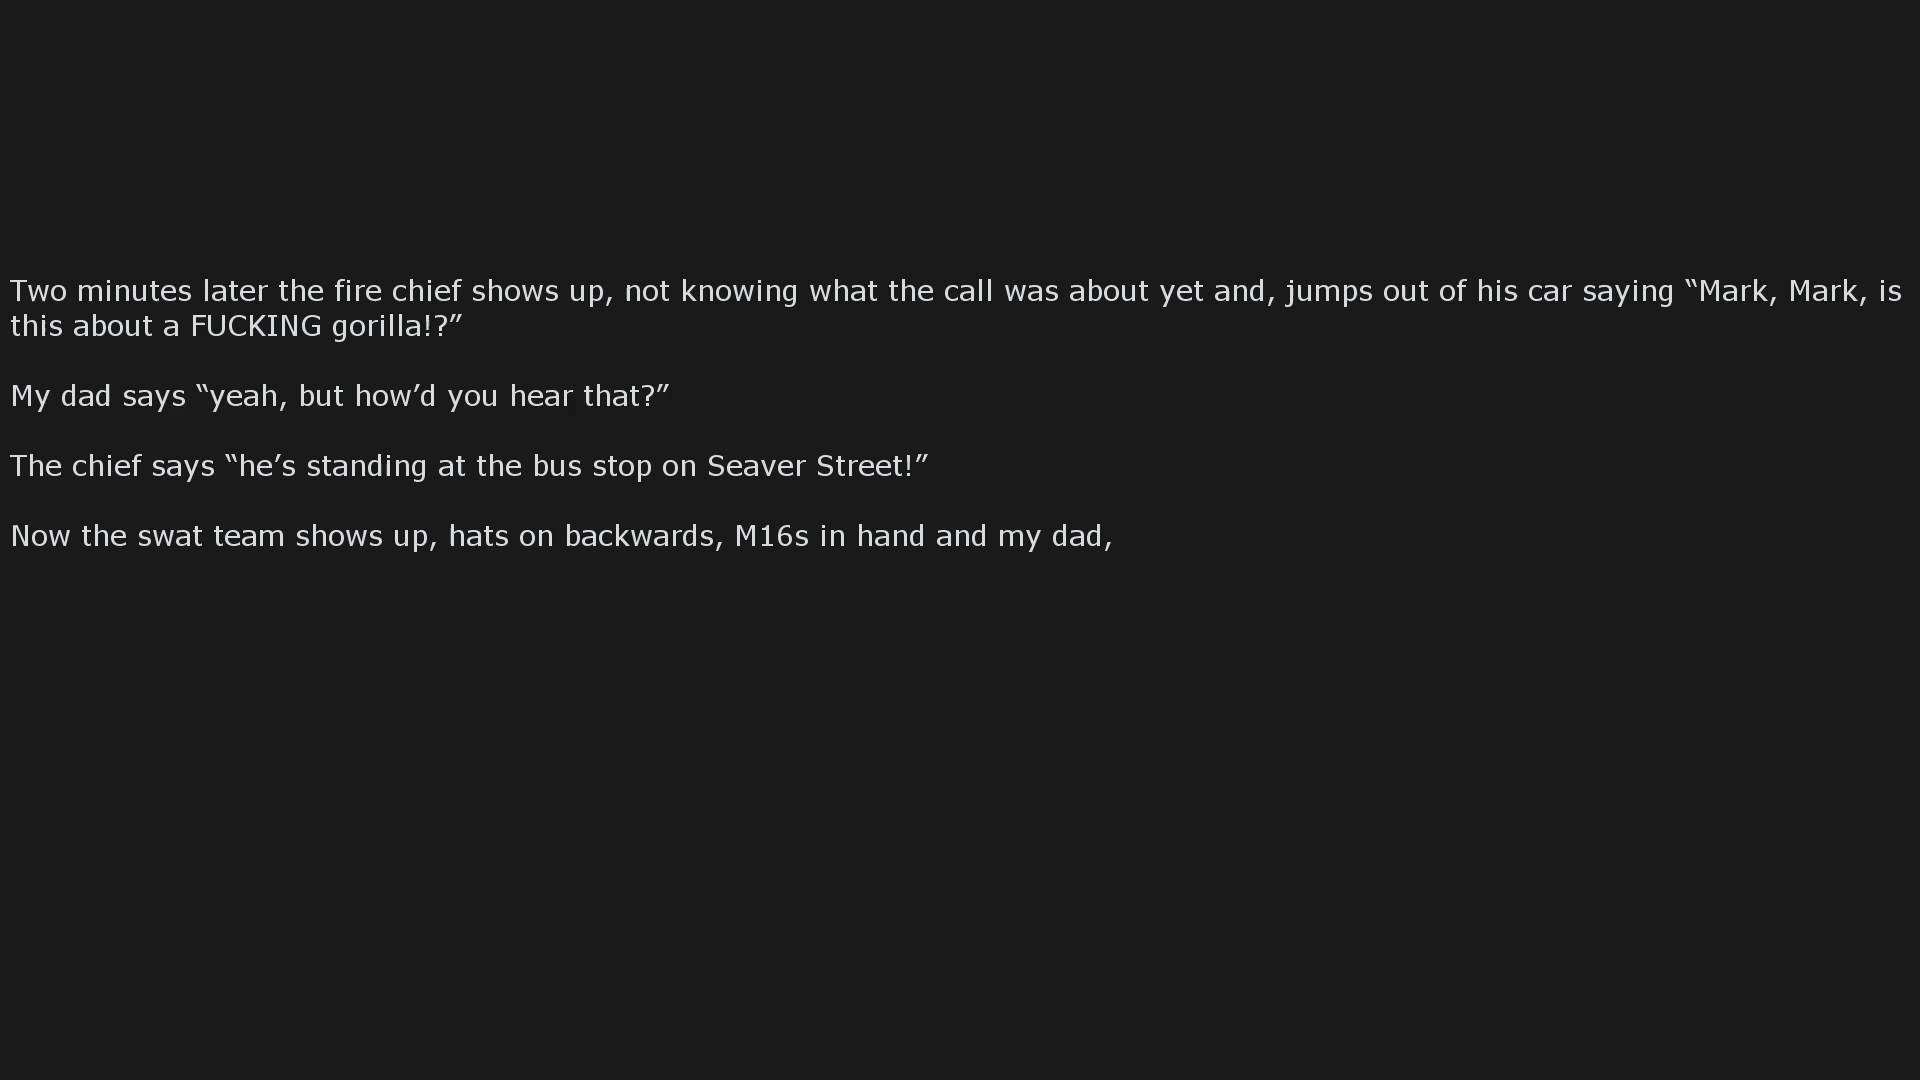 Two minutes later the fire chief shows up, not knowing what the call was about yet and, jumps out of his car saying “Mark, Mark, is
this about a FUCKING gorilla!?”
My dad says “yeah, but how’d you hear that?”
The chief says “he’s standing at the bus stop on Seaver Street!”
Now the swat team shows up, hats on backwards, M16s in hand and my dad,